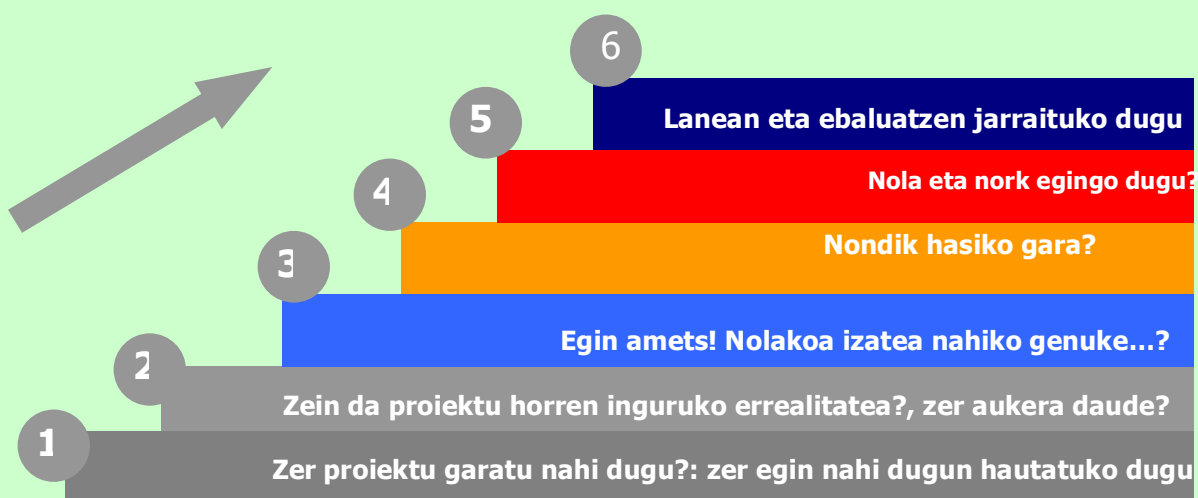 6
Lanean eta ebaluatzen jarraituko dugu
5
Nola eta nork egingo dugu?
4
Nondik hasiko gara?
3
Egin amets! Nolakoa izatea nahiko genuke...?
2
Zein da proiektu horren inguruko errealitatea?, zer aukera daude?
1
Zer proiektu garatu nahi dugu?: zer egin nahi dugun hautatuko dugu